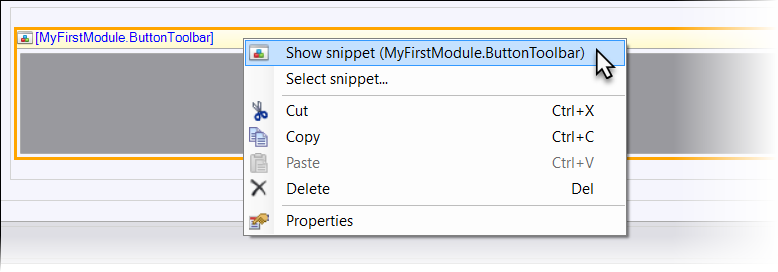 [MyFirstModule.ButtonToolbar]
Show snippet (MyFirstModule.ButtonToolbar)
Select snippet...
Cut Ctrl+X
Copy Ctrl+C
Paste Ctrl+V
Delete Del
Properties